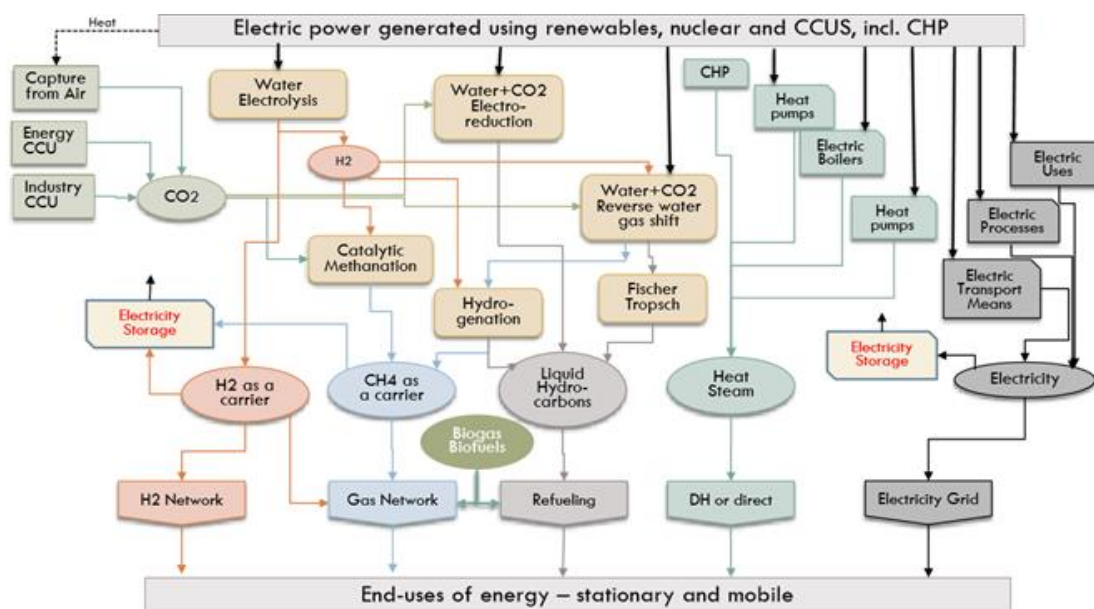 Electric power generated using renewables, nuclear and CCUS, incl. CHP
Heat
Capture
from Air
Water
Electrolysis
Water+CO2
Electro-
reduction
CHP
Heat
pumps
Energy
CCU
Electric
Boilers
Electric
Uses
H2
Industry
CCU
CO2
Water+CO2
Reverse water
gas shift
Heat
pumps
Electric
Processes
Catalytic
Methanation
Electric
Transport
Means
Hydro-
genation
Fischer
Tropsch
Electricity
Storage
Electricity
Storage
H2 as a
carrier
CH4 as
a carrier
Liquid
Hydro-
carbons
Heat
Steam
Electricity
Biogas
Biofuels
H2 Network
Gas Network
Refueling
DH or direct
Electricity Grid
End-uses of energy – stationary and mobile